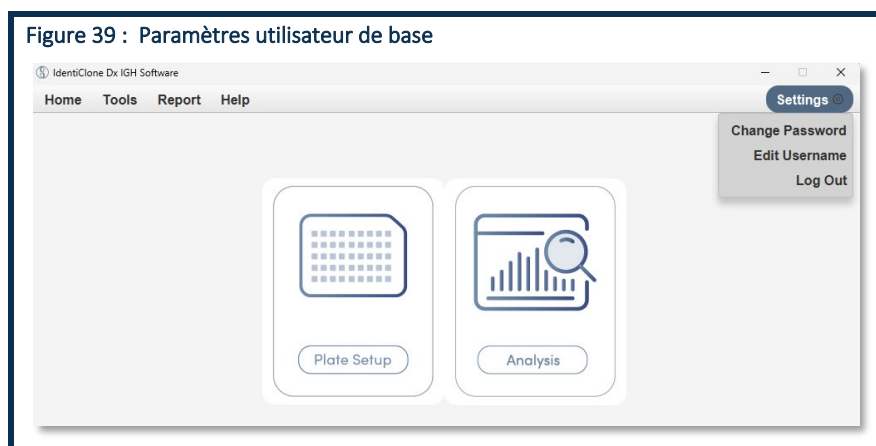 Figure 39 : Paramètres utilisateur de base
IdentiClone Dx IGH Software
Home Tools Report Help Settings
Change Password
Edit Username
Log Out
Plate Setup Analysis